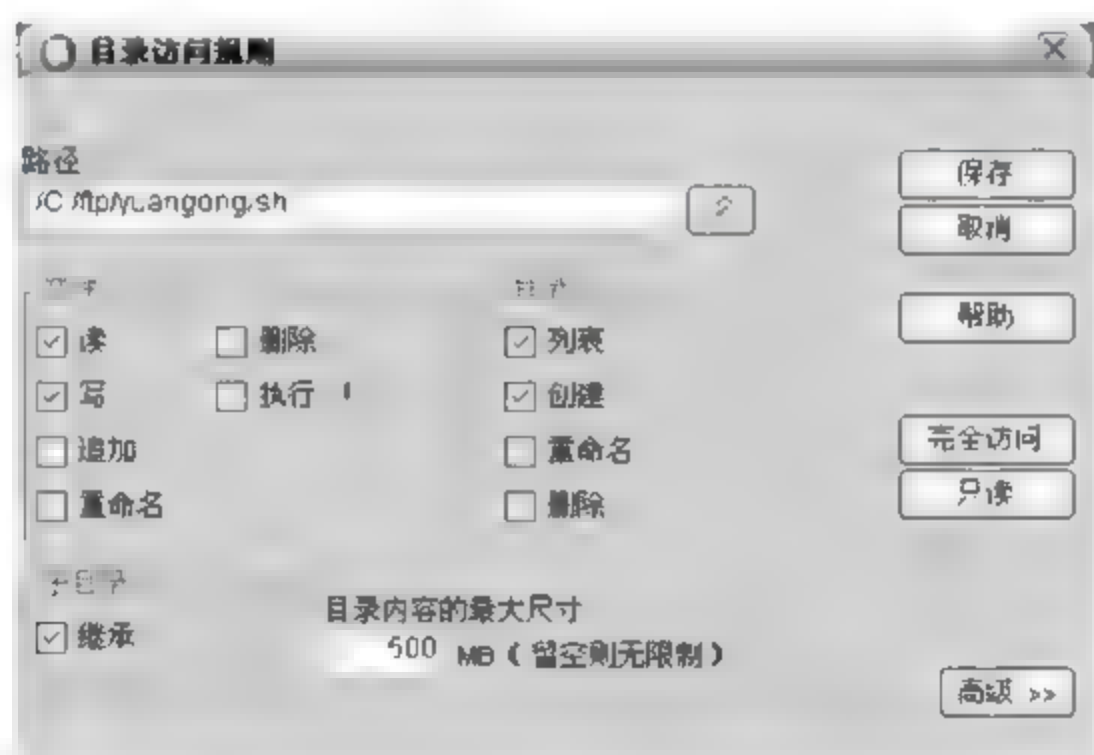 目录访问规则
路径
/C /ftp/yuangong.sh
保存
取消
帮助
读 删除 列表
写 执行 创建
追加 重命名
重命名 删除
完全访问
只读
子目录
继承
目录内容的最大尺寸
500 MB（留空则无限制）
高级 >>